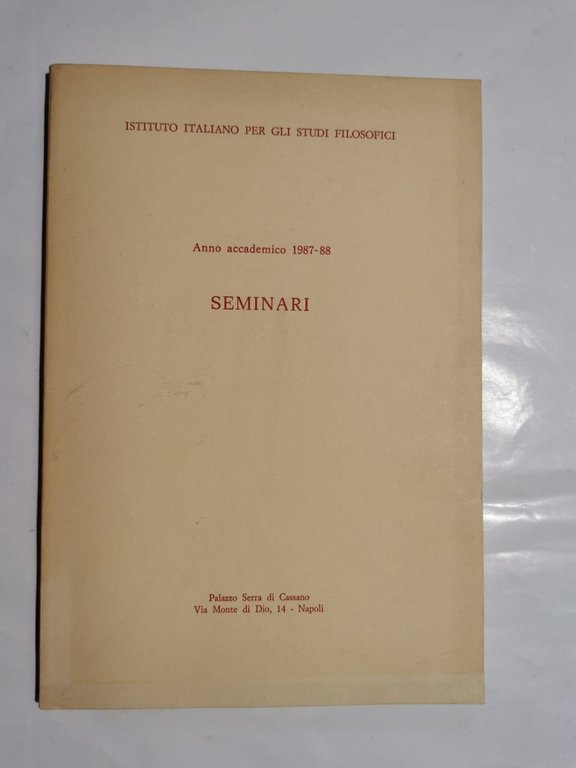 ISTITUTO ITALIANO PER GLI STUDI FILOSOFICI
Anno accademico 1987-88
SEMINARI
Palazzo Serra di Cassano
Via Monte di Dio, 14 - Napoli